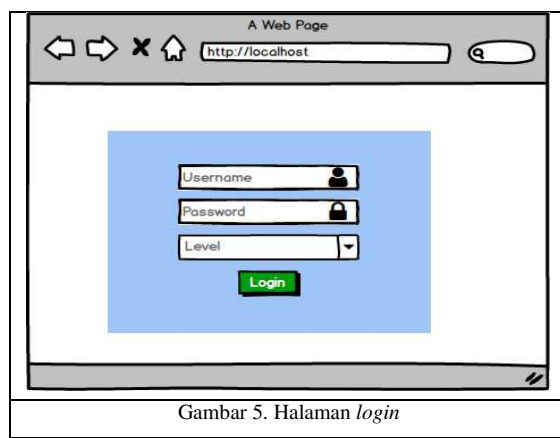 A Web Page
http://localhost
Username
Password
Level
Login
Gambar 5. Halaman login